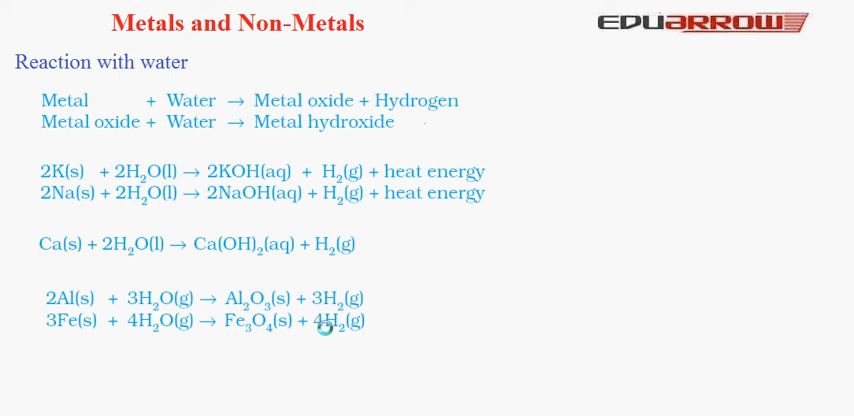 Metals and Non-Metals
EDUARROW
Reaction with water
Metal + Water → Metal oxide + Hydrogen
Metal oxide + Water → Metal hydroxide
2K(s) + 2H₂O(l) → 2KOH(aq) + H₂(g) + heat energy
2Na(s) + 2H₂O(l) → 2NaOH(aq) + H₂(g) + heat energy
Ca(s) + 2H₂O(l) → Ca(OH)₂(aq) + H₂(g)
2Al(s) + 3H₂O(g) → Al₂O₃(s) + 3H₂(g)
3Fe(s) + 4H₂O(g) → Fe₃O₄(s) + 4H₂(g)